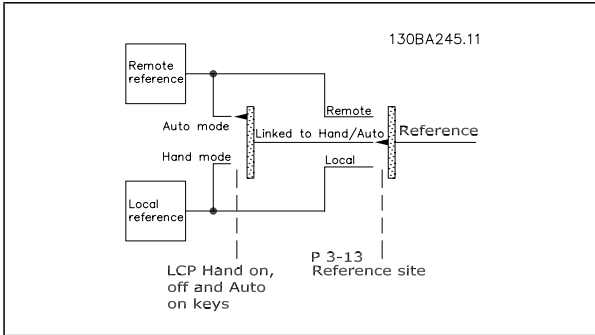 130BA245.11
Remote
reference
Remote
Auto mode
Linked to Hand/Auto
Reference
Hand mode
Local
Local
reference
P 3-13
Reference site
LCP Hand on,
off and Auto
on keys